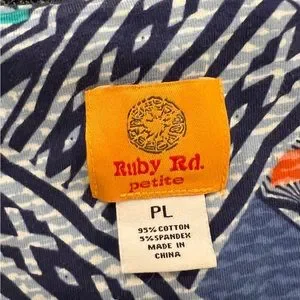 Ruby Rd.
petite
PL
95% COTTON
5% SPANDEX
MADE IN
CHINA